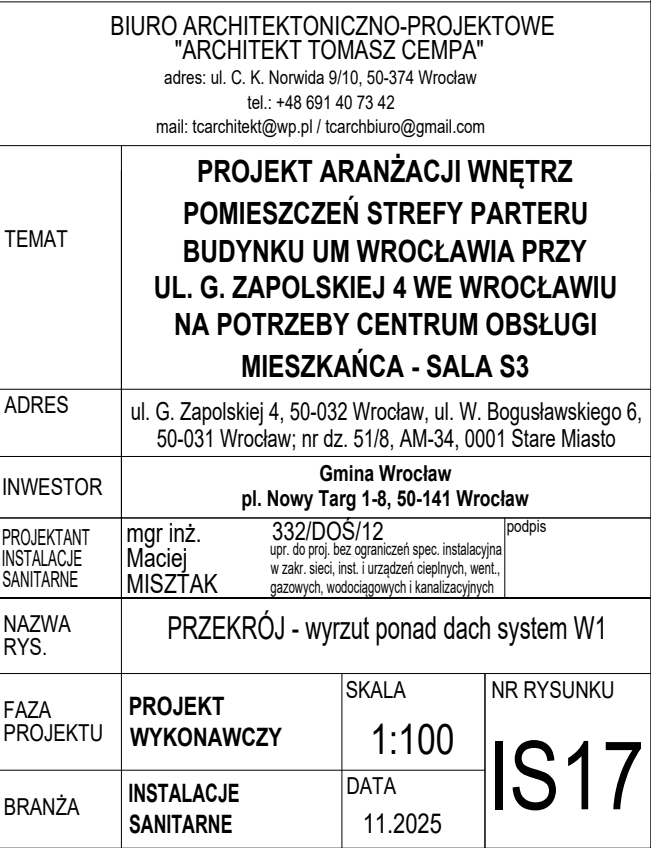 BIURO ARCHITEKTONICZNO-PROJEKTOWE
"ARCHITEKT TOMASZ CEMPA"
adres: ul. C. K. Norwida 9/10, 50-374 Wrocław
tel.: +48 691 40 73 42
mail: tcarchitekt@wp.pl / tcarchbiuro@gmail.com
TEMAT
PROJEKT ARANŻACJI WNĘTRZ
POMIESZCZEŃ STREFY PARTERU
BUDYNKU UM WROCŁAWIA PRZY
UL. G. ZAPOLSKIEJ 4 WE WROCŁAWIU
NA POTRZEBY CENTRUM OBSŁUGI
MIESZKAŃCA - SALA S3
ADRES
ul. G. Zapolskiej 4, 50-032 Wrocław, ul. W. Bogusławskiego 6,
50-031 Wrocław; nr dz. 51/8, AM-34, 0001 Stare Miasto
INWESTOR
Gmina Wrocław
pl. Nowy Targ 1-8, 50-141 Wrocław
PROJEKTANT
INSTALACJE
SANITARNE
mgr inż.
Maciej
MISZTAK
332/DOŚ/12
upr. do proj. bez ograniczeń spec. instalacyjna
w zakr. sieci, inst. i urządzeń cieplnych, went.,
gazowych, wodociągowych i kanalizacyjnych
podpis
NAZWA
RYS.
PRZEKRÓJ - wyrzut ponad dach system W1
FAZA
PROJEKTU
PROJEKT
WYKONAWCZY
SKALA
1:100
NR RYSUNKU
IS17
BRANŻA
INSTALACJE
SANITARNE
DATA
11.2025